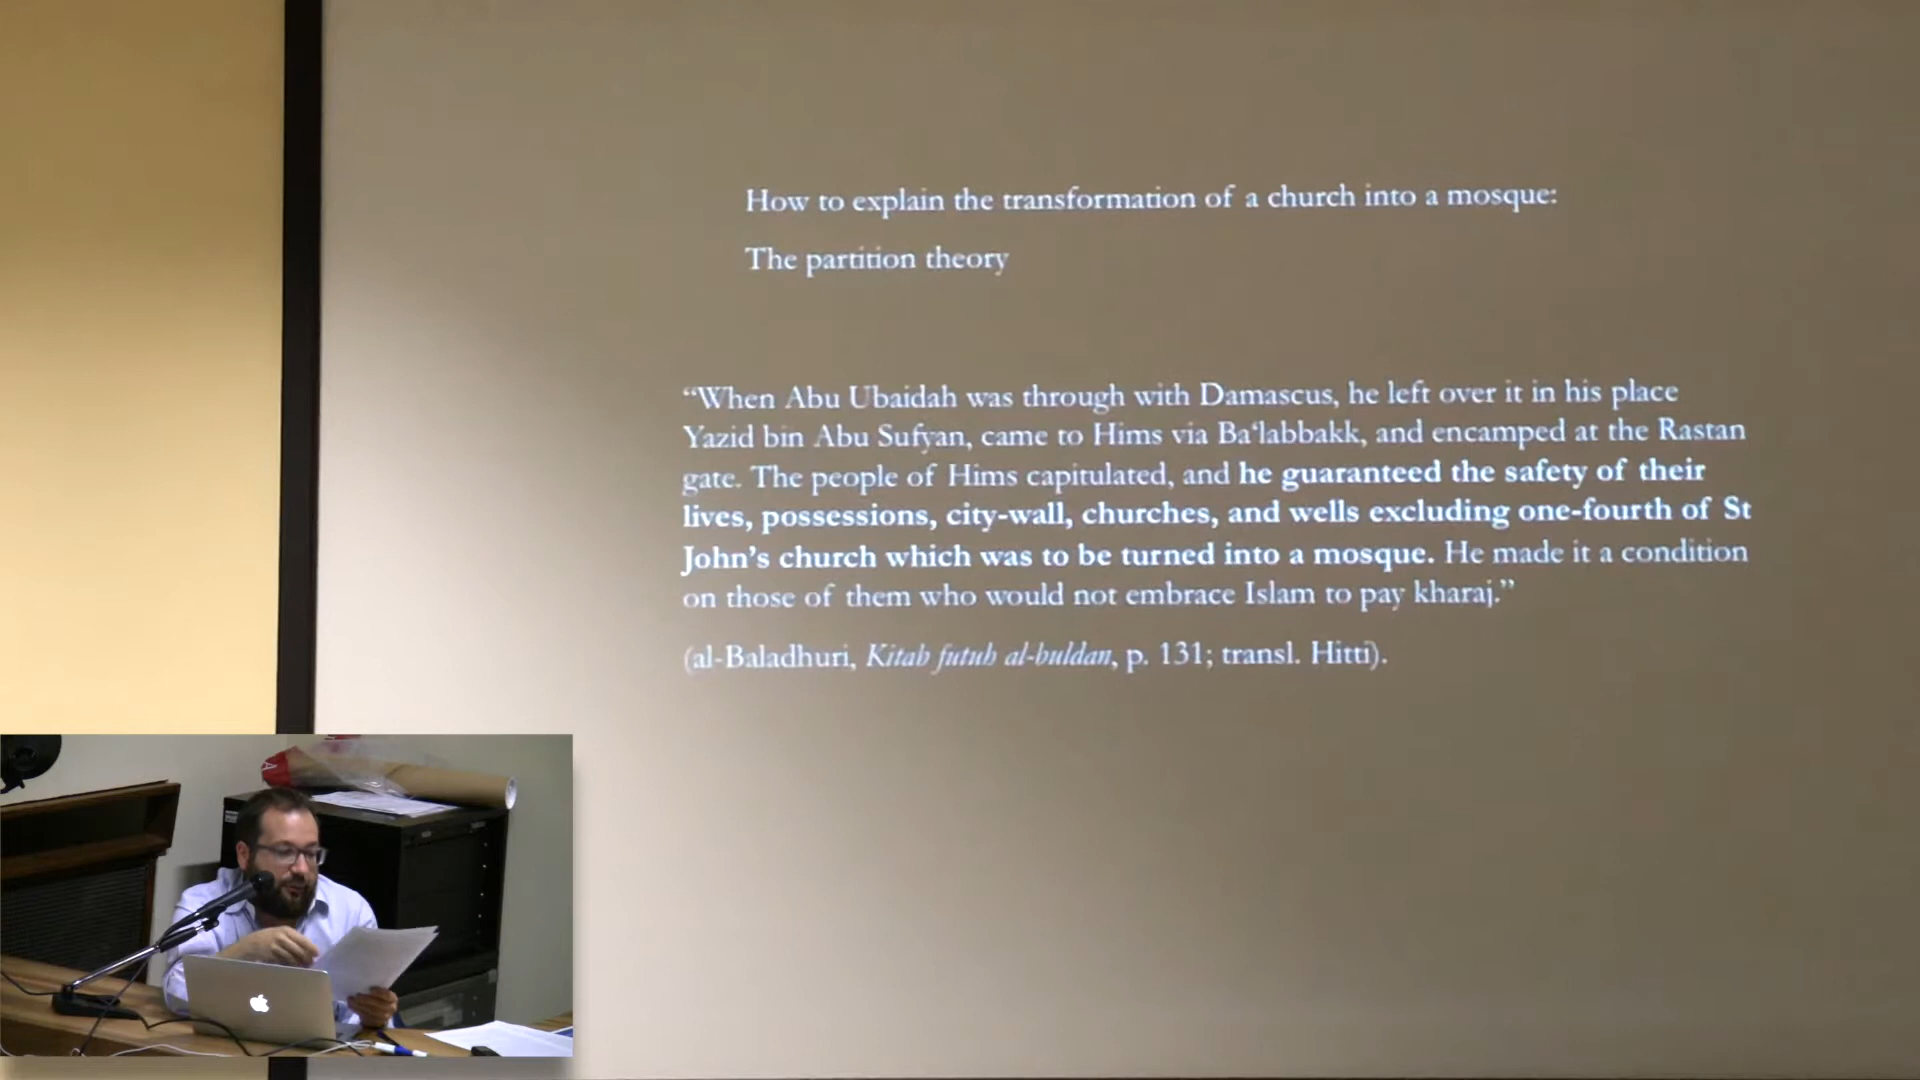 How to explain the transformation of a church into a mosque:
The partition theory
“When Abu Ubaidah was through with Damascus, he left over it in his place
Yazid bin Abu Sufyan, came to Hims via Ba‘labbakk, and encamped at the Rastan
gate. The people of Hims capitulated, and he guaranteed the safety of their
lives, possessions, city-wall, churches, and wells excluding one-fourth of St
John’s church which was to be turned into a mosque. He made it a condition
on those of them who would not embrace Islam to pay kharaj.”
(al-Baladhuri, Kitab futuh al-buldan, p. 131; transl. Hitti).